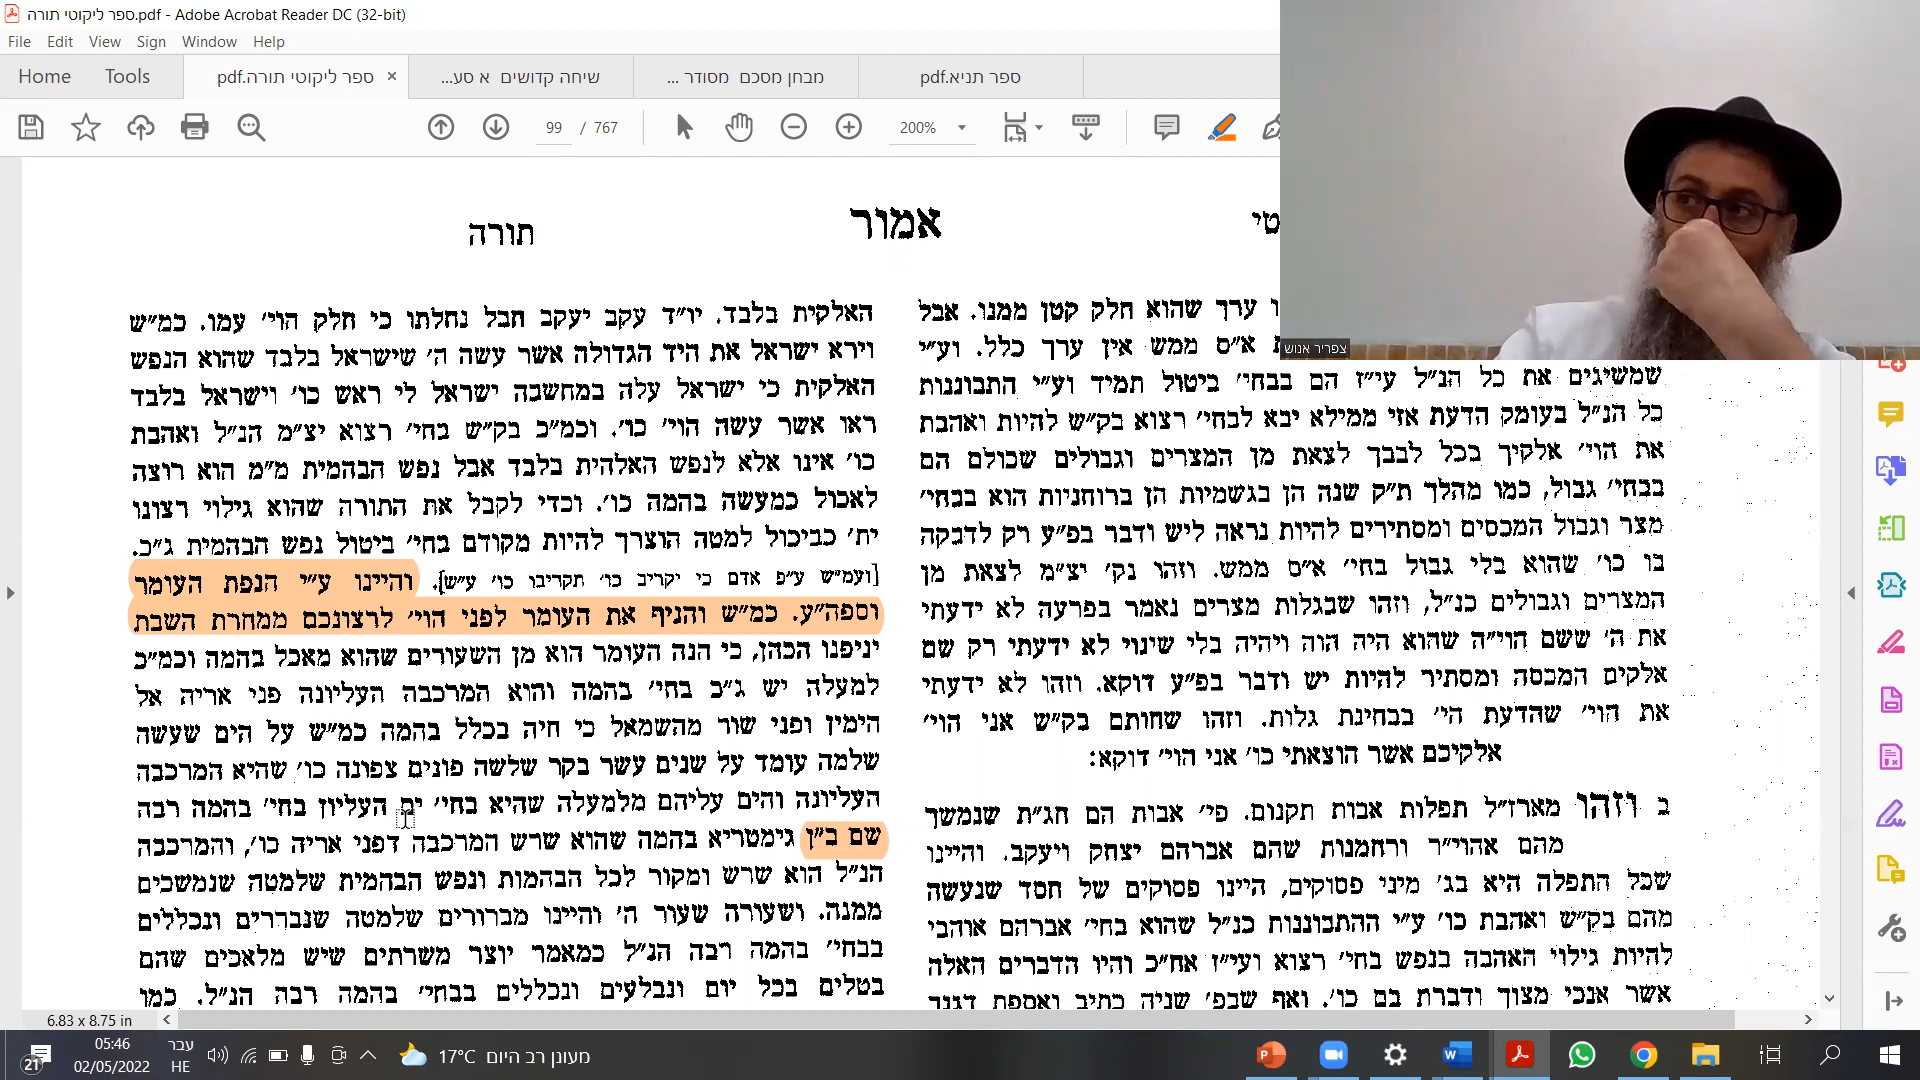 ספר ליקוטי תורה.pdf - Adobe Acrobat Reader DC (32-bit)
File Edit View Sign Window Help
Home Tools ספר ליקוטי תורה.pdf × שיחה קדושים א סע... מבחן מסכם מסודר ... ספר תניא.pdf
99 / 767 200%
טי אמור תורה
ו ערך שהוא חלק קטן ממנו. אבל
ת א"ס ממש אין ערך כלל. וע"י
שמשיגים את כל הנ"ל עי"ז הם בבחי' ביטול תמיד וע"י התבוננות
כל הנ"ל בעומק הדעת אזי ממילא יבא לבחי' רצוא בק"ש להיות ואהבת
את הוי' אלקיך בכל לבבך לצאת מן המצרים וגבולים שכולם הם
בבחי' גבול, כמו מהלך ת"ק שנה הן בגשמיות הן ברוחניות הוא בבחי'
מצר וגבול המכסים ומסתירים להיות נראה ליש ודבר בפ"ע רק לדבקה
בו כו' שהוא בלי גבול בחי' א"ס ממש. וזהו נק' יצ"מ לצאת מן
המצרים וגבולים כנ"ל, וזהו שבגלות מצרים נאמר בפרעה לא ידעתי
את ה' ששם הוי"ה שהוא היה הוה ויהיה בלי שינוי לא ידעתי רק שם
אלקים המכסה ומסתיר להיות יש ודבר בפ"ע דוקא. וזהו לא ידעתי
את הוי' שהדעת הי' בבחינת גלות. וזהו שחותם בק"ש אני הוי'
אלקיכם אשר הוצאתי כו' אני הוי' דוקא:
ב וזהו מארז"ל תפלות אבות תקנום. פי' אבות הם חג"ת שנמשך
מהם אהוי"ר ורחמנות שהם אברהם יצחק ויעקב. והיינו
שכל התפלה היא בג' מיני פסוקים, היינו פסוקים של חסד שנעשה
מהם בק"ש ואהבת כו' ע"י ההתבוננות כנ"ל שהוא בחי' אברהם אוהבי
להיות גילוי האהבה בנפש בחי' רצוא ועי"ז אח"כ והיו הדברים האלה
אשר אנכי מצוך ודברת בם כו'. ואף שבפ' שניה כתיב ואספת דגנך
האלקית בלבד. יו"ד עקב יעקב חבל נחלתו כי חלק הוי' עמו. כמ"ש
וירא ישראל את היד הגדולה אשר עשה ה' שישראל בלבד שהוא הנפש
האלקית כי ישראל עלה במחשבה ישראל לי ראש כו' וישראל בלבד
ראו אשר עשה הוי' כו'. וכמ"כ בק"ש בחי' רצוא יצ"מ הנ"ל ואהבת
כו' אינו אלא לנפש האלהית בלבד אבל נפש הבהמית מ"מ הוא רוצה
לאכול כמעשה בהמה כו'. וכדי לקבל את התורה שהוא גילוי רצונו
ית' כביכול למטה הוצרך להיות מקודם בחי' ביטול נפש הבהמית ג"כ.
[ועמ"ש ע"פ אדם כי יקריב כו' תקריבו כו' ע"ש]. והיינו ע"י הנפת העומר
וספה"ע. כמ"ש והניף את העומר לפני הוי' לרצונכם ממחרת השבת
יניפנו הכהן, כי הנה העומר הוא מן השעורים שהוא מאכל בהמה וכמ"כ
למעלה יש ג"כ בחי' בהמה והוא המרכבה העליונה פני אריה אל
הימין ופני שור מהשמאל כי חיה בכלל בהמה כמ"ש על הים שעשה
שלמה עומד על שנים עשר בקר שלשה פונים צפונה כו' שהיא המרכבה
העליונה והים עליהם מלמעלה שהיא בחי' ים העליון בחי' בהמה רבה
שם ב"ן גימטריא בהמה שהוא שרש המרכבה דפני אריה כו', והמרכבה
הנ"ל הוא שרש ומקור לכל הבהמות ונפש הבהמית שלמטה שנמשכים
ממנה. ושעורה שעור ה' והיינו מברורים שלמטה שנבררים ונכללים
בבחי' בהמה רבה הנ"ל כמאמר יוצר משרתים שיש מלאכים שהם
בטלים בכל יום ונבלעים ונכללים בבחי' בהמה רבה הנ"ל. כמו
צפריר אנוש
6.83 x 8.75 in
21 05:46 02/05/2022 עבר HE 17°C מעונן רב היום